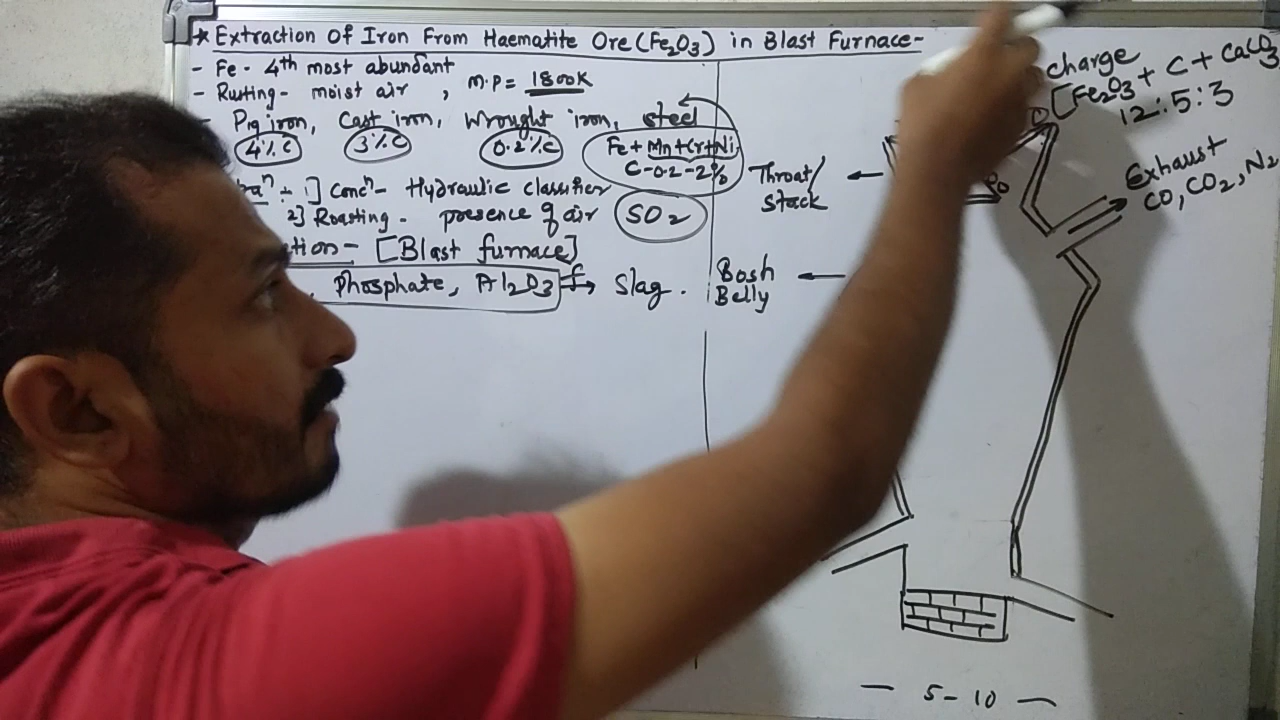 * Extraction Of Iron From Haematite Ore (Fe2O3) in Blast Furnace-
- Fe - 4th most abundant
- Rusting - moist air , m.p = 1800K
- Pig iron, Cast iron, Wrought iron, steel
4%C 3%C 0.2%C Fe + Mn+Cr+Ni
C-0.2-2%
÷ 1] Concn - Hydraulic classifier
2] Roasting - presence of air SO2
tion - [Blast furnace]
Phosphate, Al2O3 + f → Slag.
Throat/
Stack
Bosh
Belly
charge
[Fe2O3 + C + CaCO3
12:5:3
Exhaust
CO, CO2, N2
— 5-10 —